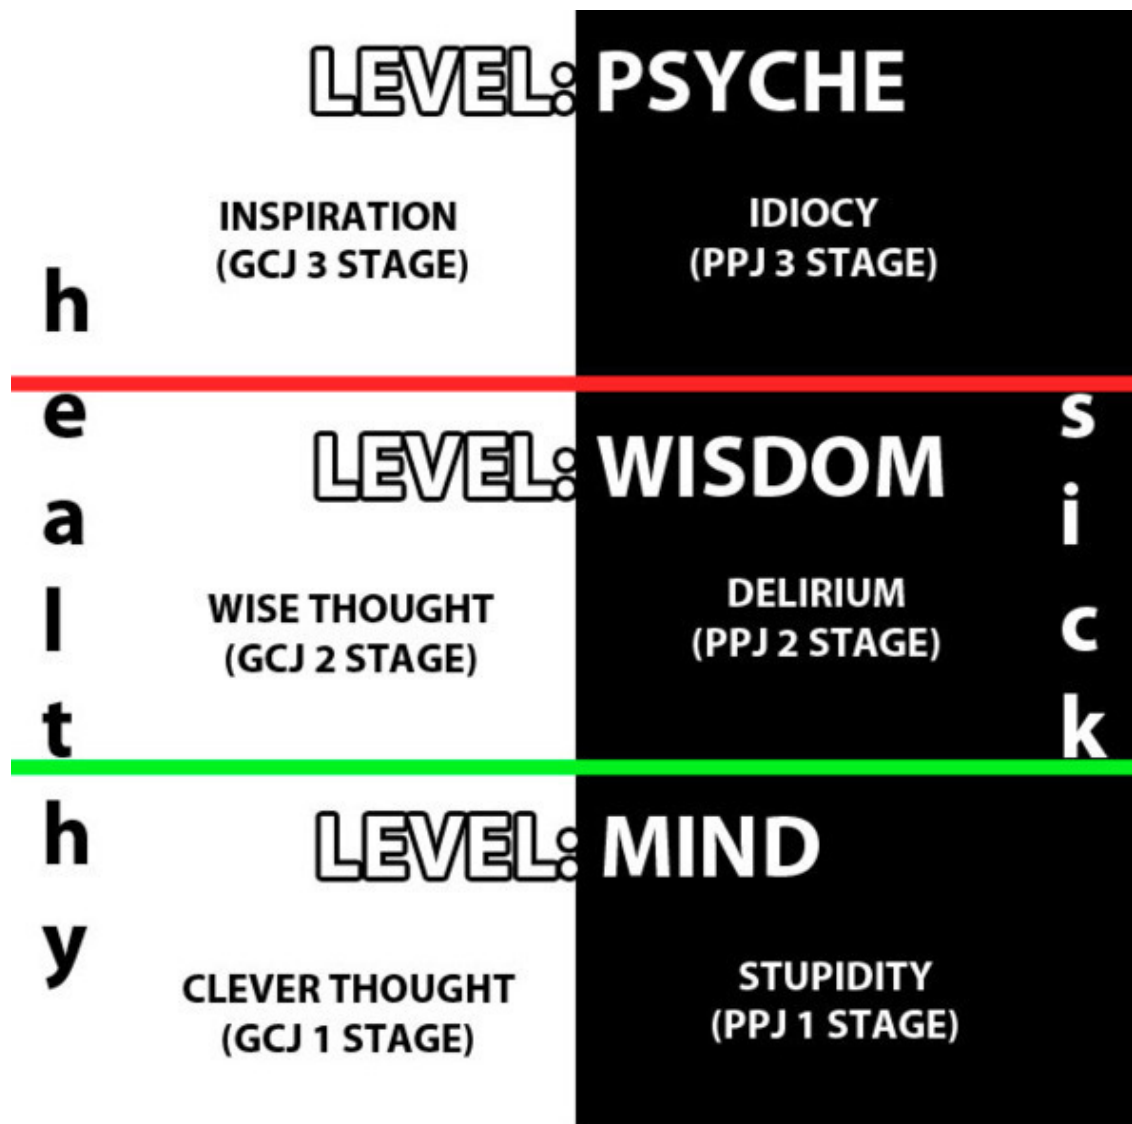 LEVEL: PSYCHE
INSPIRATION
(GCJ 3 STAGE)
IDIOCY
(PPJ 3 STAGE)
healthy
sick
LEVEL: WISDOM
WISE THOUGHT
(GCJ 2 STAGE)
DELIRIUM
(PPJ 2 STAGE)
LEVEL: MIND
CLEVER THOUGHT
(GCJ 1 STAGE)
STUPIDITY
(PPJ 1 STAGE)